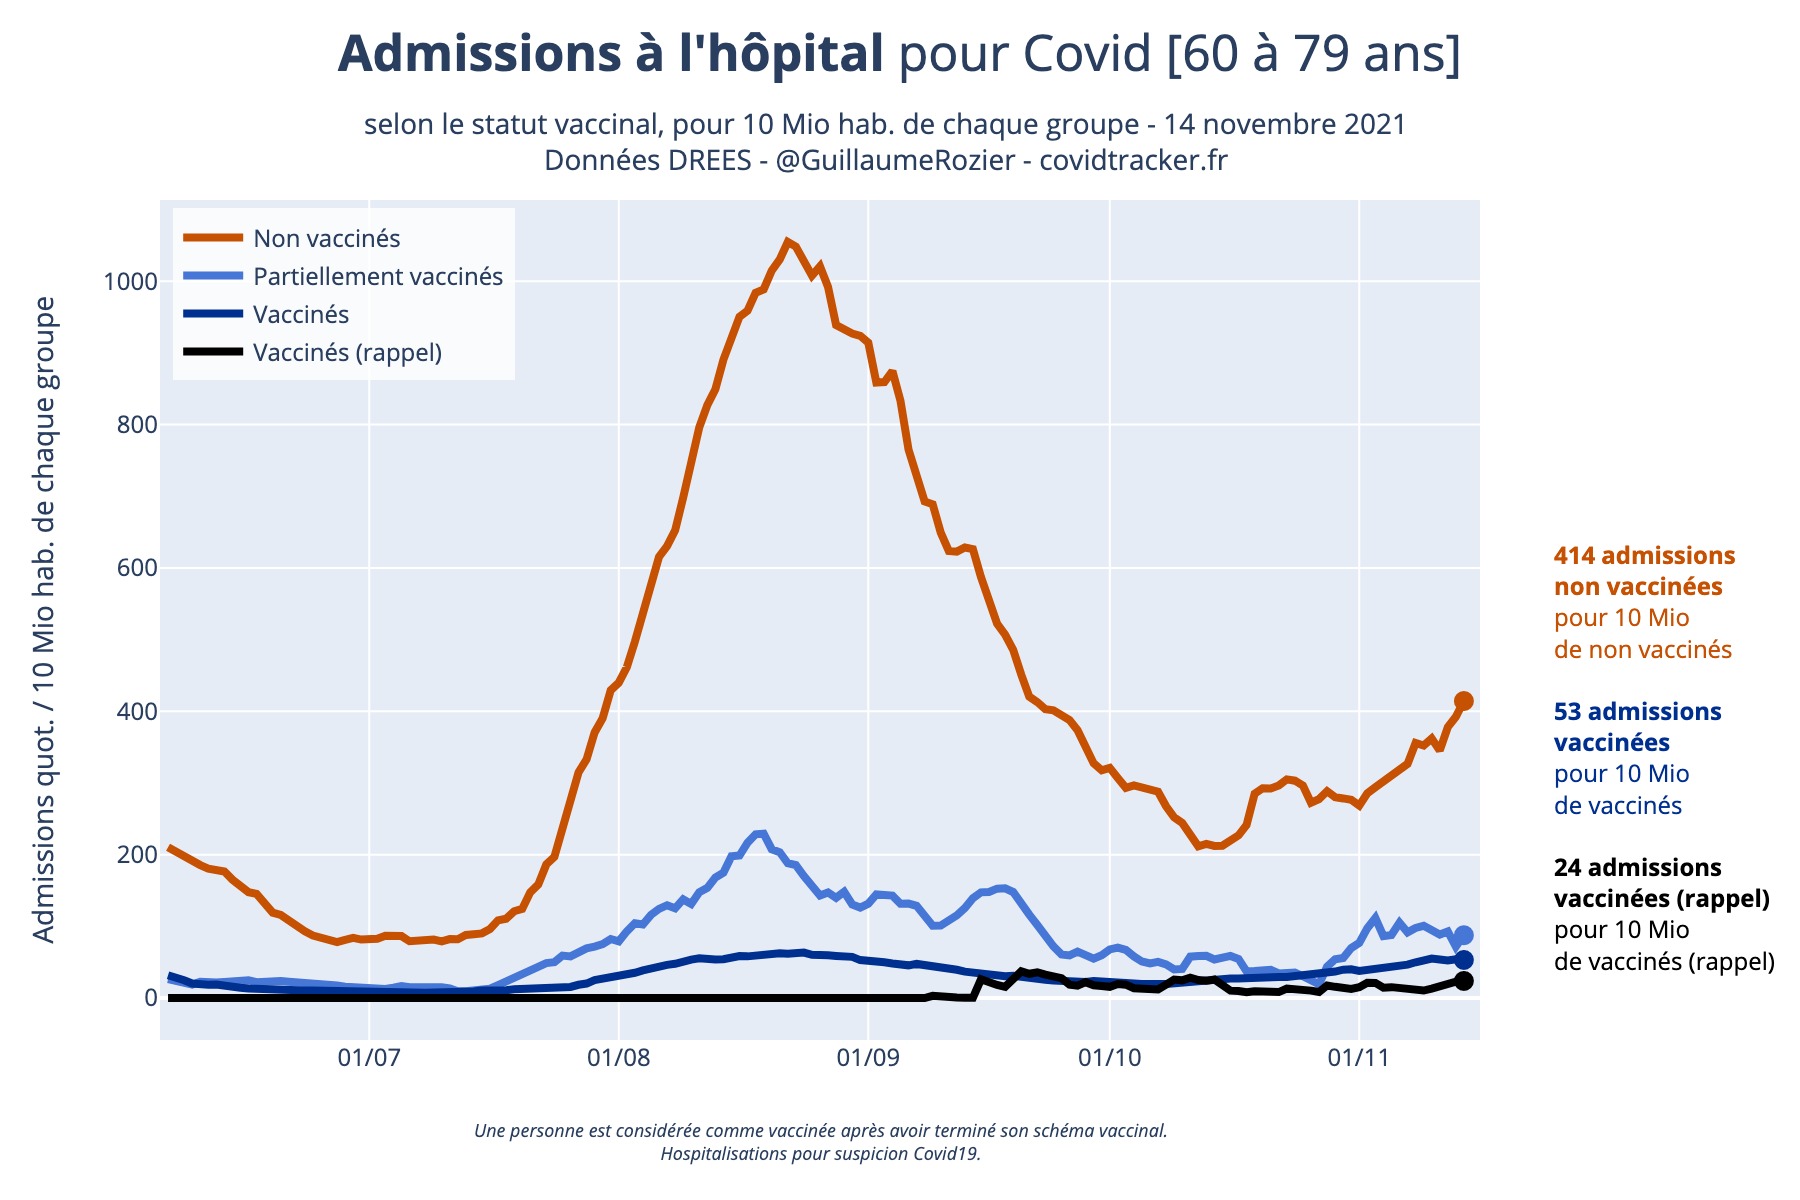 Admissions à l'hôpital pour Covid [60 à 79 ans]
selon le statut vaccinal, pour 10 Mio hab. de chaque groupe - 14 novembre 2021
Données DREES - @GuillaumeRozier - covidtracker.fr
Admissions quot. / 10 Mio hab. de chaque groupe
Non vaccinés
Partiellement vaccinés
Vaccinés
Vaccinés (rappel)
1000
800
600
400
200
0
01/07
01/08
01/09
01/10
01/11
414 admissions
non vaccinées
pour 10 Mio
de non vaccinés
53 admissions
vaccinées
pour 10 Mio
de vaccinés
24 admissions
vaccinées (rappel)
pour 10 Mio
de vaccinés (rappel)
Une personne est considérée comme vaccinée après avoir terminé son schéma vaccinal.
Hospitalisations pour suspicion Covid19.